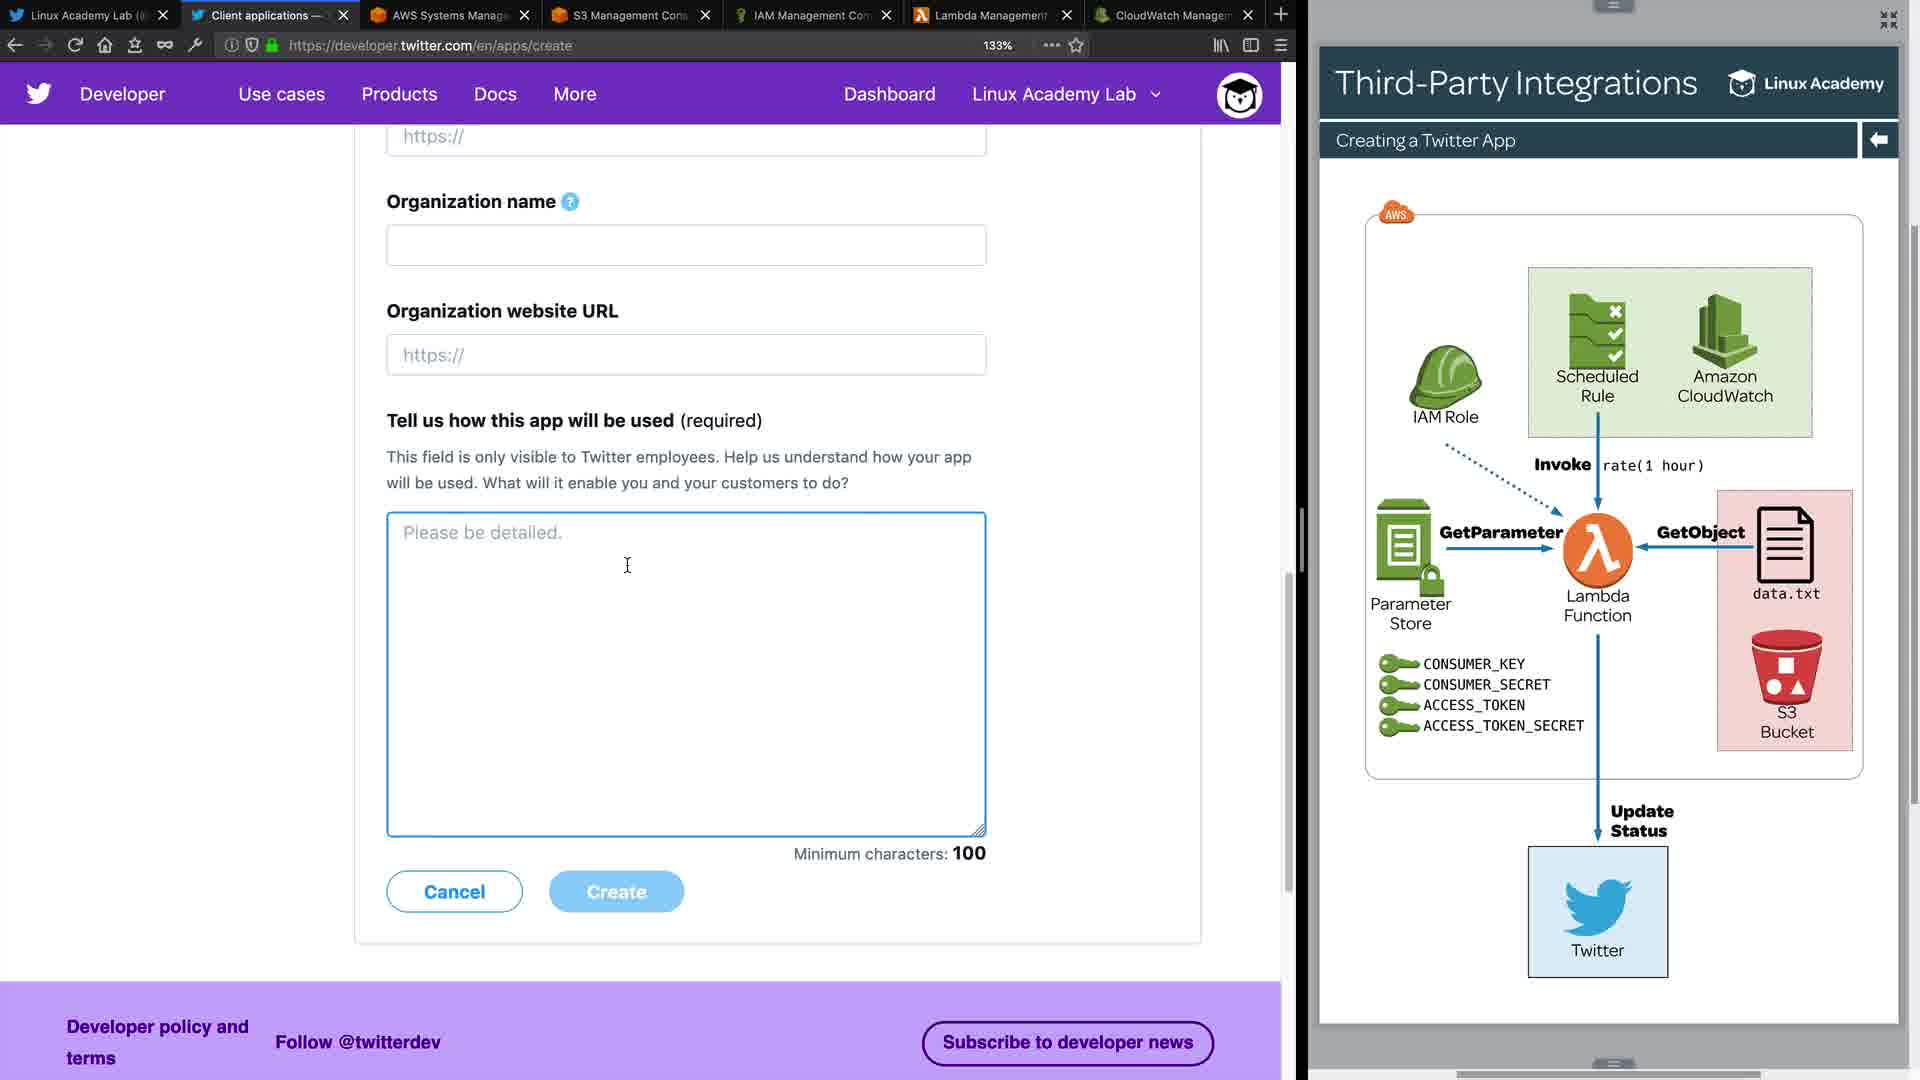 Linux Academy Lab (
Client applications —
AWS Systems Manag
S3 Management Cons
IAM Management Con
Lambda Management
CloudWatch Managem
https://developer.twitter.com/en/apps/create
133%
Developer
Use cases
Products
Docs
More
Dashboard
Linux Academy Lab
https://
Organization name ?
Organization website URL
https://
Tell us how this app will be used (required)
This field is only visible to Twitter employees. Help us understand how your app
will be used. What will it enable you and your customers to do?
Please be detailed.
Minimum characters: 100
Cancel
Create
Developer policy and
terms
Follow @twitterdev
Subscribe to developer news
Third-Party Integrations
Linux Academy
Creating a Twitter App
AWS
Scheduled
Rule
Amazon
CloudWatch
IAM Role
Invoke
rate(1 hour)
GetParameter
GetObject
Parameter
Store
Lambda
Function
data.txt
CONSUMER_KEY
CONSUMER_SECRET
ACCESS_TOKEN
ACCESS_TOKEN_SECRET
S3
Bucket
Update
Status
Twitter